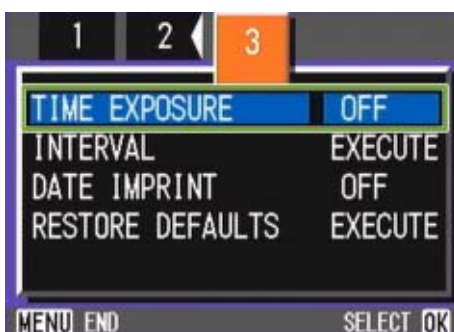 1 2 3
TIME EXPOSURE OFF
INTERVAL EXECUTE
DATE IMPRINT OFF
RESTORE DEFAULTS EXECUTE
MENU END SELECT OK